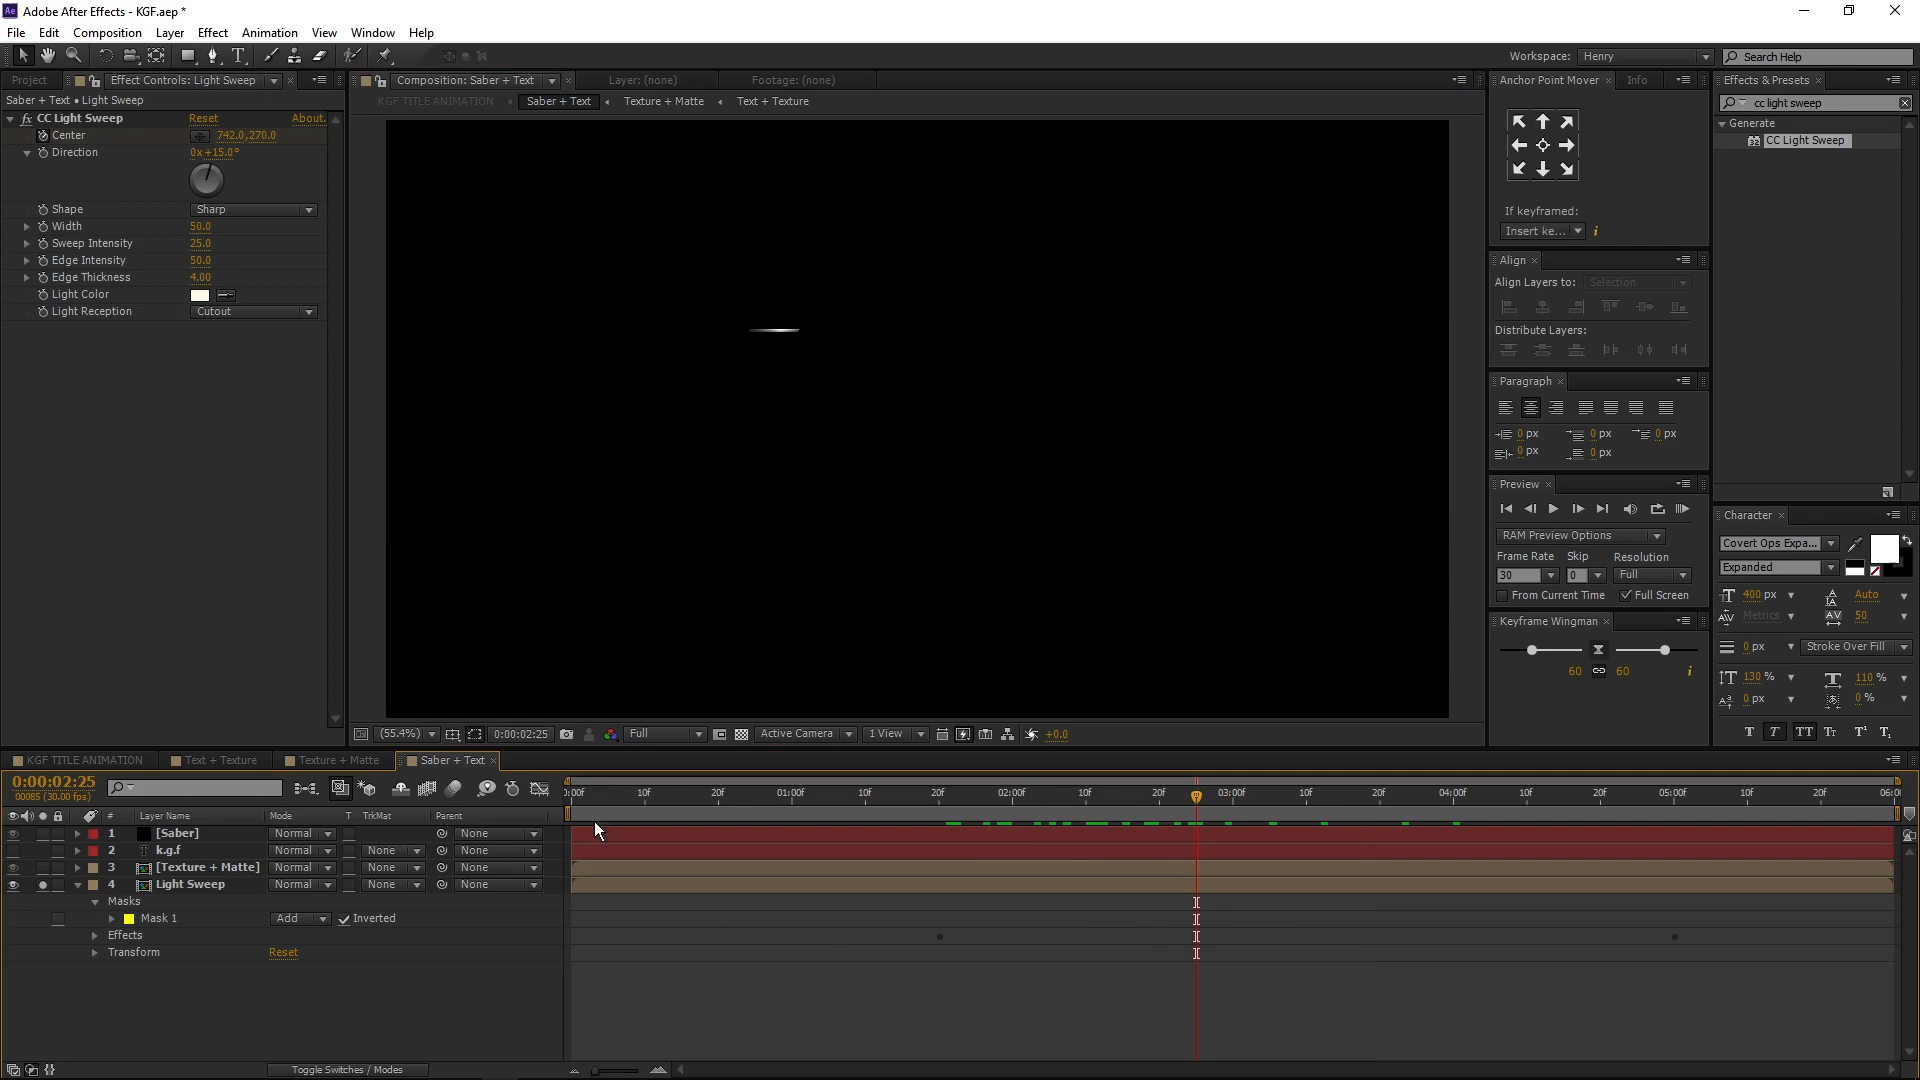 Adobe After Effects - KGF.aep *
File Edit Composition Layer Effect Animation View Window Help
Workspace: Henry
Search Help
Project
Effect Controls: Light Sweep
Saber + Text • Light Sweep
fx CC Light Sweep Reset About.
Center 742.0,270.0
Direction 0x+15.0°
Shape Sharp
Width 50.0
Sweep Intensity 25.0
Edge Intensity 50.0
Edge Thickness 4.00
Light Color
Light Reception Cutout
Composition: Saber + Text
Layer: (none)
Footage: (none)
KGF TITLE ANIMATION Saber + Text Texture + Matte Text + Texture
(55.4%) 0:00:02:25 Full Active Camera 1 View +0.0
Anchor Point Mover Info
If keyframed:
Insert ke...
Align
Align Layers to: Selection
Distribute Layers:
Paragraph
0 px 0 px 0 px
0 px 0 px
Preview
RAM Preview Options
Frame Rate Skip Resolution
30 0 Full
From Current Time Full Screen
Keyframe Wingman
60 60
Effects & Presets
cc light sweep
Generate
32 CC Light Sweep
Character
Covert Ops Expa...
Expanded
400 px Auto
Metrics 50
0 px Stroke Over Fill
130 % 110 %
0 px 0 %
KGF TITLE ANIMATION Text + Texture Texture + Matte Saber + Text
0:00:02:25
00085 (30.00 fps)
# Layer Name Mode T TrkMat Parent
1 [Saber] Normal None
2 k.g.f Normal None None
3 [Texture + Matte] Normal None None
4 Light Sweep Normal None None
Masks
Mask 1 Add Inverted
Effects
Transform Reset
Toggle Switches / Modes
):00f 10f 20f 01:00f 10f 20f 02:00f 10f 20f 03:00f 10f 20f 04:00f 10f 20f 05:00f 10f 20f 06:0(